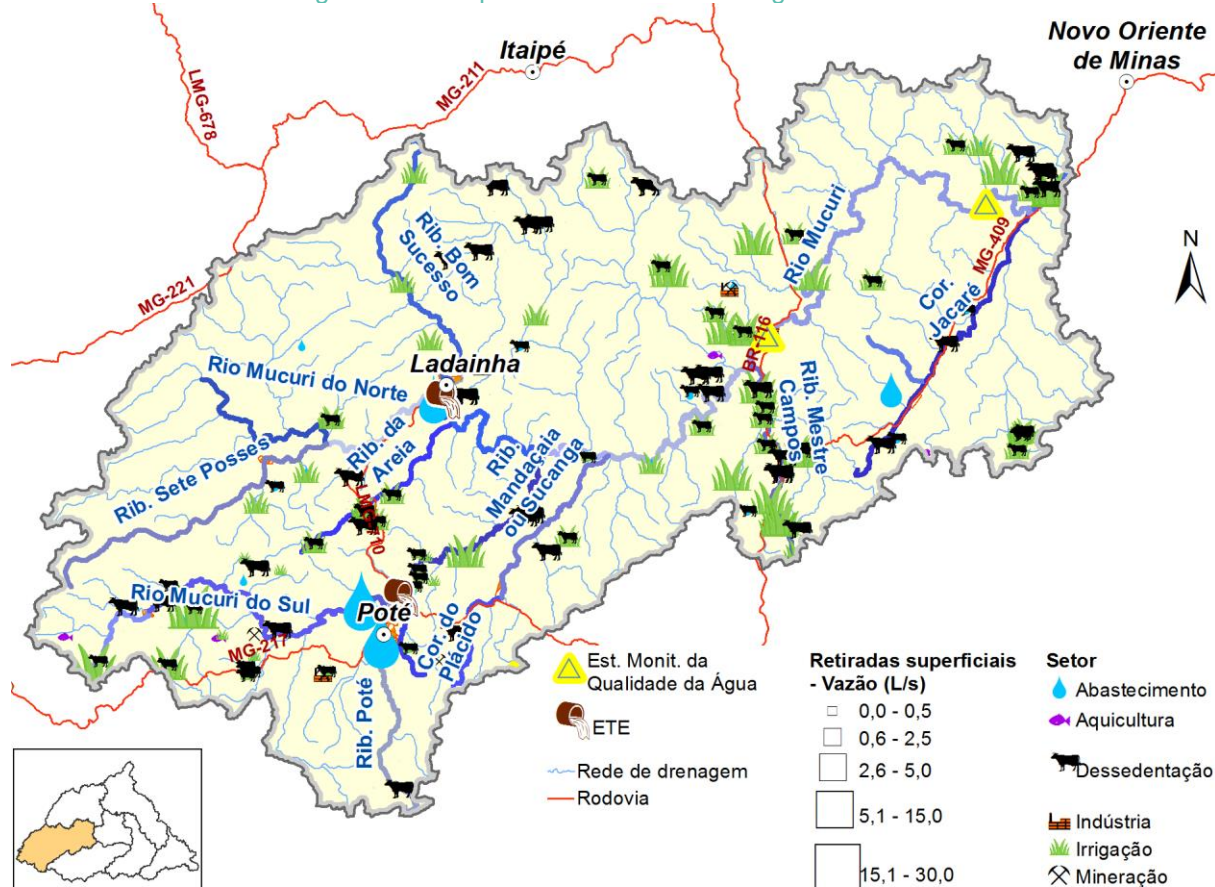 Itaipé
Novo Oriente
de Minas
LMG-678
MG-211
MG-221
Rib. Bom
Sucesso
Rio Mucuri
MG-409
Cor.
Jacaré
BR-116
Rib. Mestre
Campos
Ladainha
Rio Mucuri do Norte
Rib. da
Areia
Rib.
Mandaçaia
ou Sucanga
Rib. Sete Posses
Rio Mucuri do Sul
MG-217
Poté
Cor. do
Plácido
Rib. Pote
N
Est. Monit. da
Qualidade da Água
ETE
Rede de drenagem
Rodovia
Retiradas superficiais
- Vazão (L/s)
0,0 - 0,5
0,6 - 2,5
2,6 - 5,0
5,1 - 15,0
15,1 - 30,0
Setor
Abastecimento
Aquicultura
Dessedentação
Indústria
Irrigação
Mineração